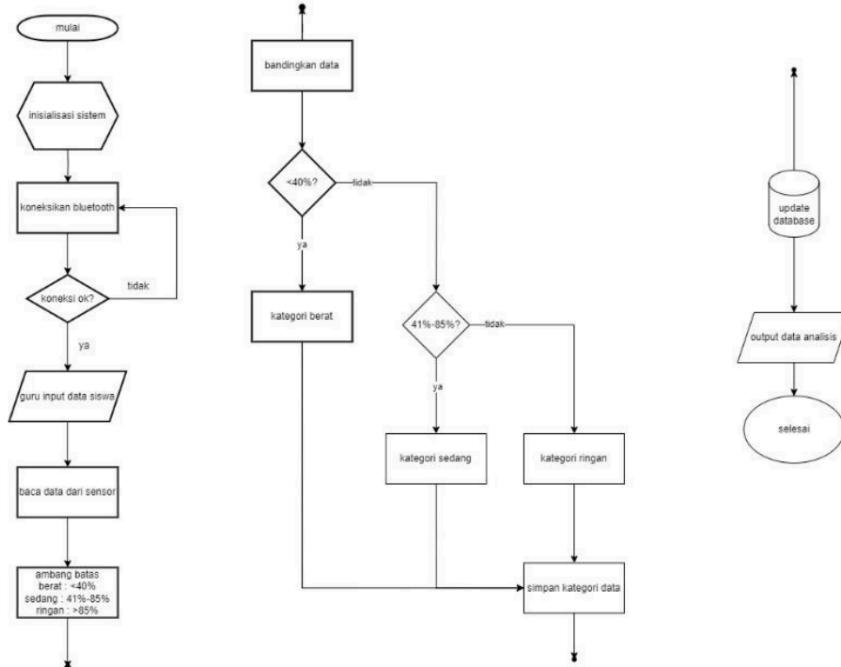 mulai
inisialisasi sistem
koneksikan bluetooth
koneksi ok?
tidak
ya
guru input data siswa
baca data dari sensor
ambang batas
berat : <40%
sedang : 41%-85%
ringan : >85%
bandingkan data
<40%?
tidak
ya
kategori berat
41%-85%?
tidak
ya
kategori sedang
kategori ringan
simpan kategori data
update
database
output data analisis
selesai